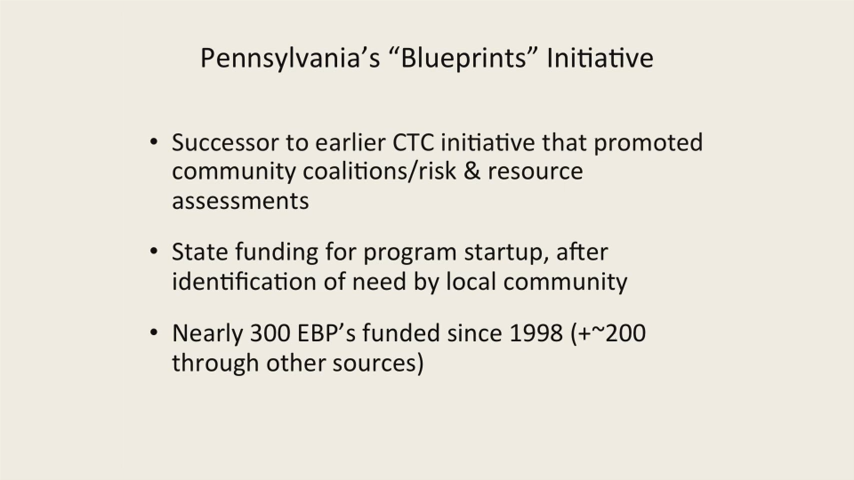 Pennsylvania’s “Blueprints” Initiative
• Successor to earlier CTC initiative that promoted
community coalitions/risk & resource
assessments
• State funding for program startup, after
identification of need by local community
• Nearly 300 EBP’s funded since 1998 (+~200
through other sources)